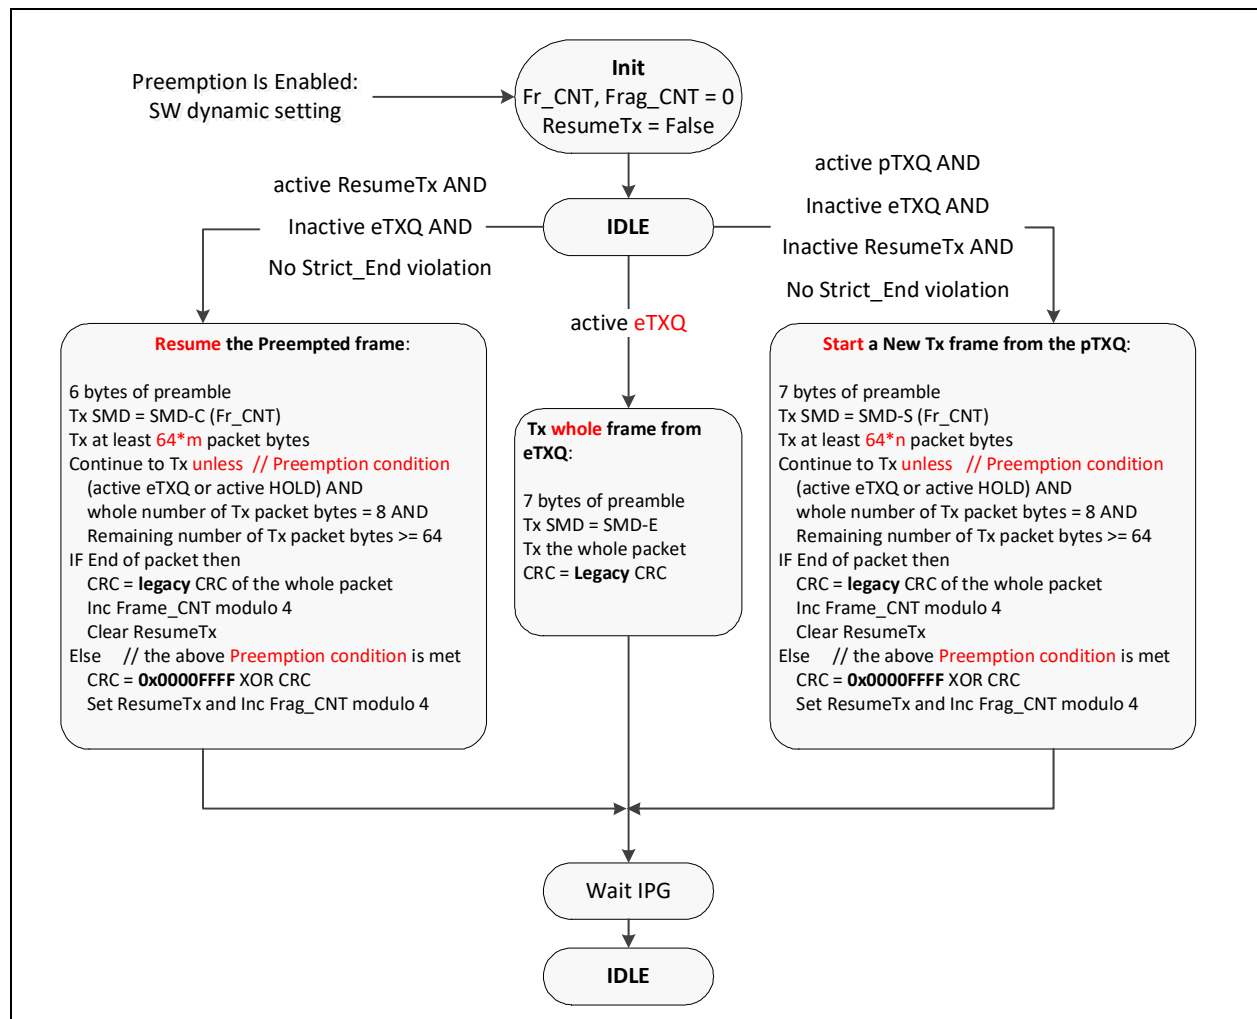 Preemption Is Enabled:
SW dynamic setting
Init
Fr_CNT, Frag_CNT = 0
ResumeTx = False
active ResumeTx AND
Inactive eTXQ AND
No Strict_End violation
IDLE
active pTXQ AND
Inactive eTXQ AND
Inactive ResumeTx AND
No Strict_End violation
active eTXQ
Resume the Preempted frame:
6 bytes of preamble
Tx SMD = SMD-C (Fr_CNT)
Tx at least 64*m packet bytes
Continue to Tx unless // Preemption condition
(active eTXQ or active HOLD) AND
whole number of Tx packet bytes = 8 AND
Remaining number of Tx packet bytes >= 64
IF End of packet then
CRC = legacy CRC of the whole packet
Inc Frame_CNT modulo 4
Clear ResumeTx
Else // the above Preemption condition is met
CRC = 0x0000FFFF XOR CRC
Set ResumeTx and Inc Frag_CNT modulo 4
Tx whole frame from
eTXQ:
7 bytes of preamble
Tx SMD = SMD-E
Tx the whole packet
CRC = Legacy CRC
Start a New Tx frame from the pTXQ:
7 bytes of preamble
Tx SMD = SMD-S (Fr_CNT)
Tx at least 64*n packet bytes
Continue to Tx unless // Preemption condition
(active eTXQ or active HOLD) AND
whole number of Tx packet bytes = 8 AND
Remaining number of Tx packet bytes >= 64
IF End of packet then
CRC = legacy CRC of the whole packet
Inc Frame_CNT modulo 4
Clear ResumeTx
Else // the above Preemption condition is met
CRC = 0x0000FFFF XOR CRC
Set ResumeTx and Inc Frag_CNT modulo 4
Wait IPG
IDLE